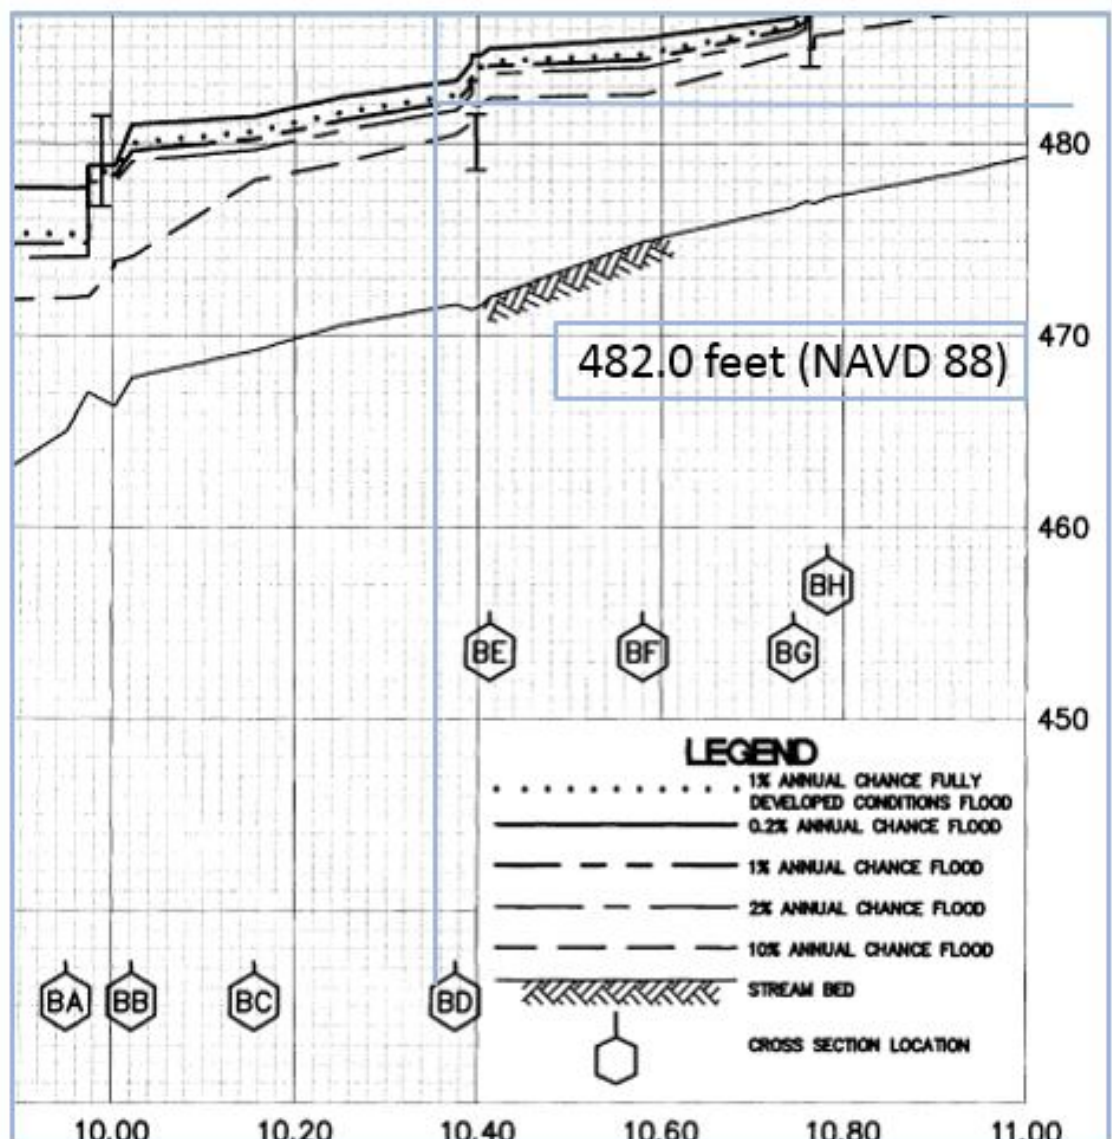 480
470
482.0 feet (NAVD 88)
460
BH
BE
BF
BG
450
LEGEND
1% ANNUAL CHANCE FULLY
DEVELOPED CONDITIONS FLOOD
0.2% ANNUAL CHANCE FLOOD
1% ANNUAL CHANCE FLOOD
2% ANNUAL CHANCE FLOOD
10% ANNUAL CHANCE FLOOD
STREAM BED
BA
BB
BC
BD
CROSS SECTION LOCATION
10.00
10.20
10.40
10.60
10.80
11.00